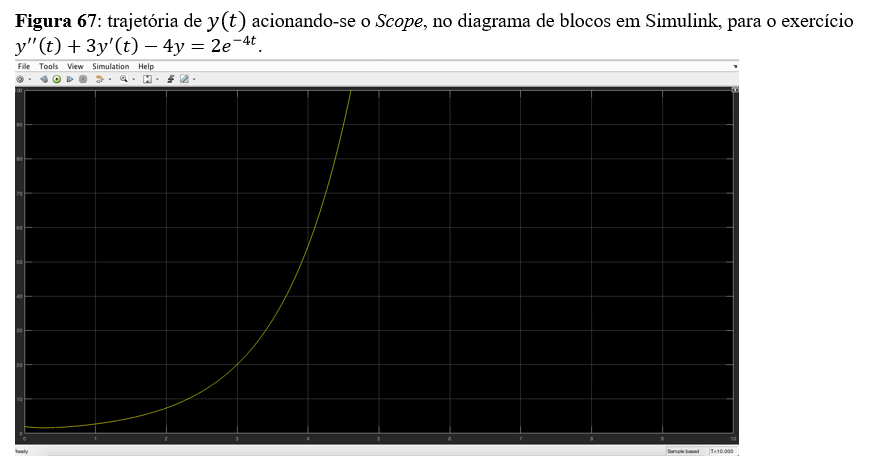 Figura 67: trajetória de y(t) acionando-se o Scope, no diagrama de blocos em Simulink, para o exercício
y′′(t) + 3y′(t) − 4y = 2e⁻⁴ᵗ.
File Tools View Simulation Help
100
90
80
70
60
50
40
30
20
10
0
0 1 2 3 4 5 6 7 8 9 10
Ready Sample based T=10.000